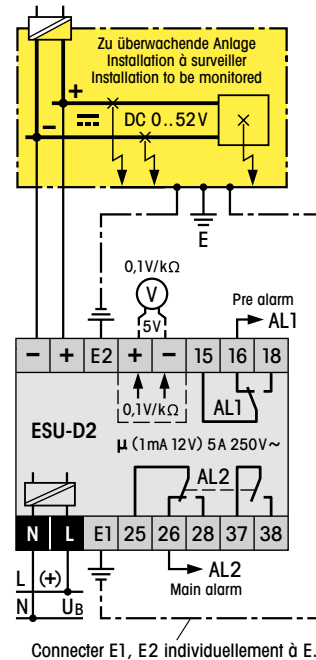 Zu überwachende Anlage
Installation à surveiller
Installation to be monitored
+
DC 0..52V
–
E
0,1V/kΩ
V
5V
Pre alarm
AL1
– + E2 + – 15 16 18
0,1V/kΩ
AL1
ESU-D2
µ (1mA 12V) 5A 250V~
AL2
N L E1 25 26 28 37 38
L (+)
N UB
AL2
Main alarm
Connecter E1, E2 individuellement à E.